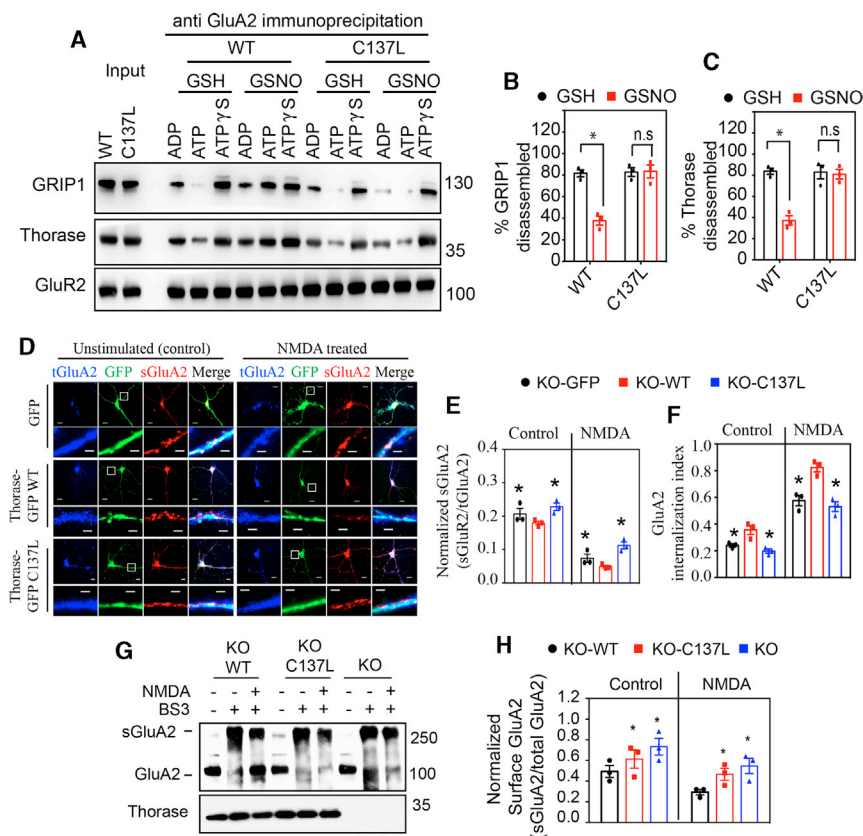 A
anti GluA2 immunoprecipitation
Input
WT
C137L
GSH
GSNO
GSH
GSNO
WT
C137L
ADP
ATP
ATPγS
ADP
ATP
ATPγS
ADP
ATP
ATPγS
ADP
ATP
ATPγS
GRIP1
130
Thorase
35
GluR2
100
B
GSH
GSNO
% GRIP1
disassembled
120
100
80
60
40
20
0
*
n.s
WT
C137L
C
GSH
GSNO
% Thorase
disassembled
120
100
80
60
40
20
0
*
n.s
WT
C137L
D
Unstimulated (control)
NMDA treated
tGluA2
GFP
sGluA2
Merge
tGluA2
GFP
sGluA2
Merge
GFP
Thorase-
GFP WT
Thorase-
GFP C137L
KO-GFP
KO-WT
KO-C137L
E
Control
NMDA
Normalized sGluA2
(sGluR2/tGluA2)
0.4
0.3
0.2
0.1
0.0
*
*
*
*
F
Control
NMDA
GluA2
internalization index
1.0
0.8
0.6
0.4
0.2
0.0
*
*
*
*
G
KO
WT
KO
C137L
KO
NMDA
- - + - - + - - +
BS3
- + + - + + - + +
sGluA2
250
GluA2
100
Thorase
35
H
KO-WT
KO-C137L
KO
Control
NMDA
Normalized
Surface GluA2
(sGluA2/total GluA2)
1.2
1.0
0.8
0.6
0.4
0.2
0.0
*
*
*
*